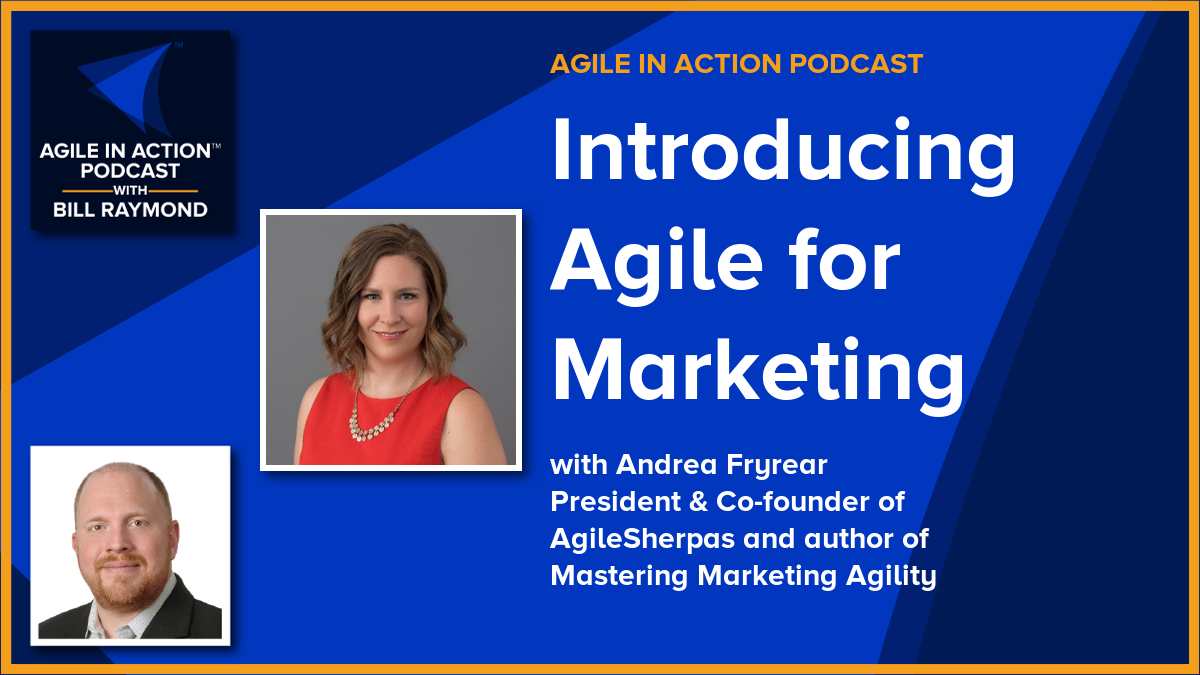 AGILE IN ACTION™
PODCAST
WITH
BILL RAYMOND
AGILE IN ACTION PODCAST
Introducing
Agile for
Marketing
with Andrea Fryrear
President & Co-founder of
AgileSherpas and author of
Mastering Marketing Agility